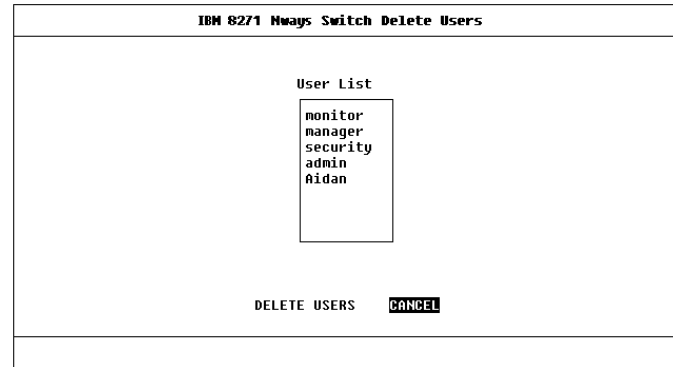 IBM 8271 Nways Switch Delete Users
User List
monitor
manager
security
admin
Aidan
DELETE USERS CANCEL